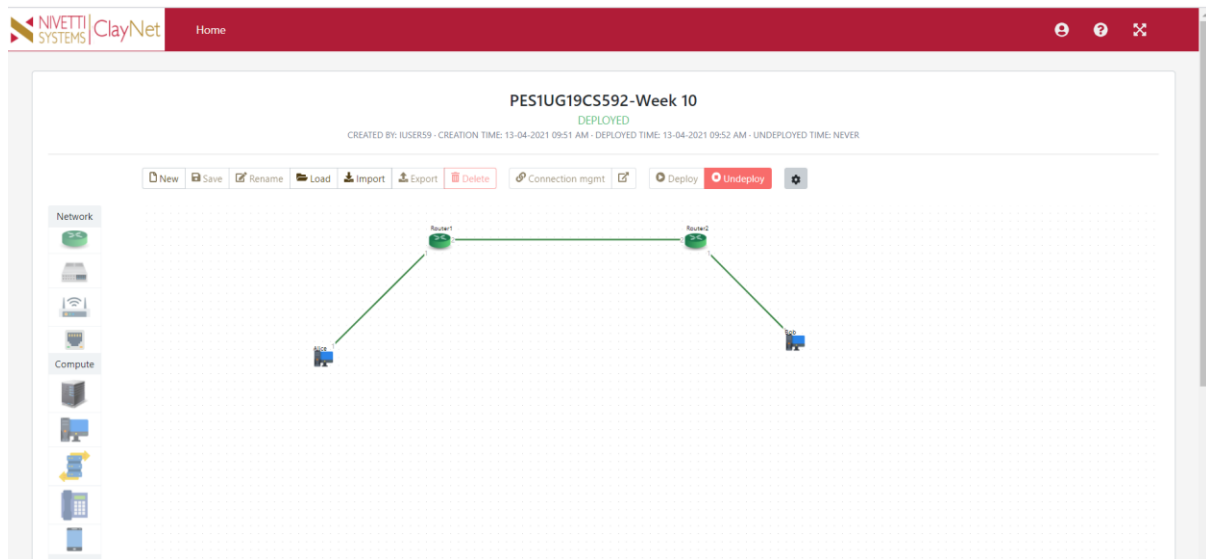 NIVETTI SYSTEMS ClayNet
Home
PES1UG19CS592-Week 10
DEPLOYED
CREATED BY: IUSER59 - CREATION TIME: 13-04-2021 09:51 AM - DEPLOYED TIME: 13-04-2021 09:52 AM - UNDEPLOYED TIME: NEVER
New Save Rename Load Import Export Delete Connection mgmt Deploy Undeploy
Network
Router1 Router2
Alice
Bob
Compute